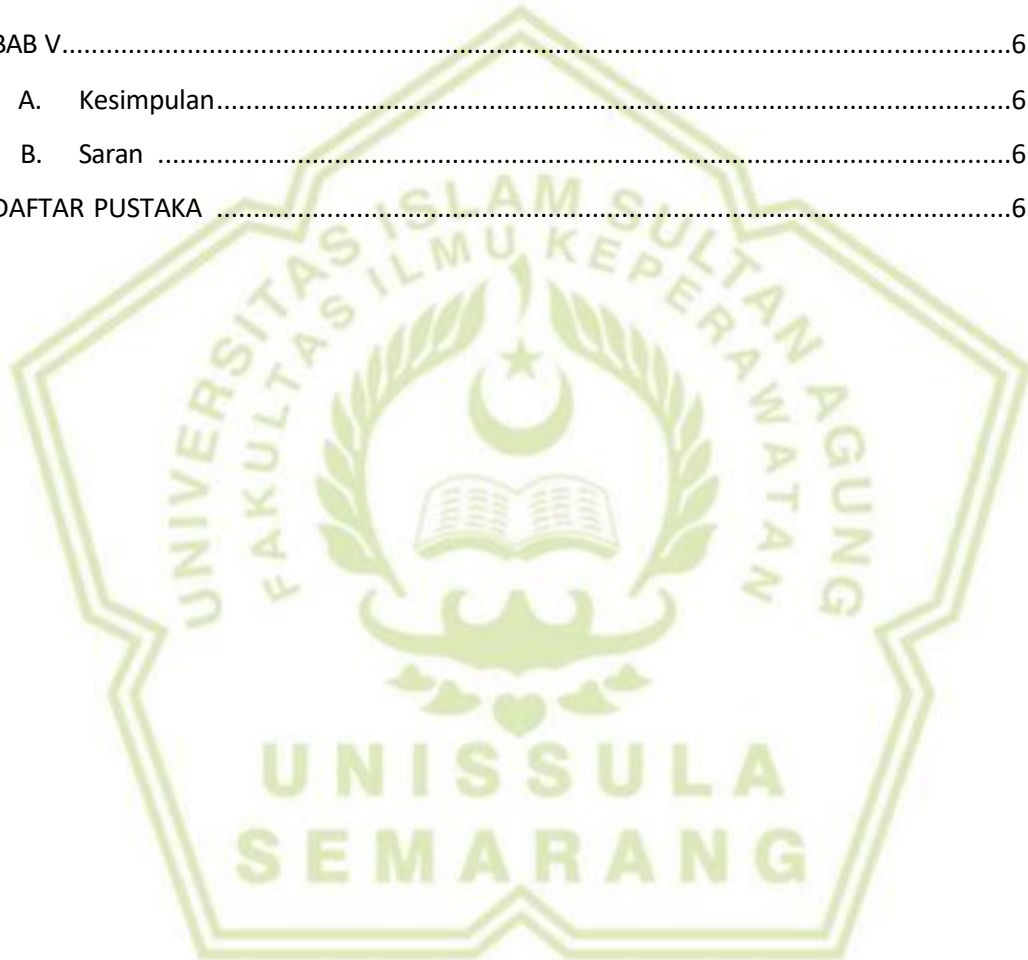 BAB V...............................................................................................................................6
A. Kesimpulan...........................................................................................................6
B. Saran ...................................................................................................................6
DAFTAR PUSTAKA ...........................................................................................................6
UNIVERSITAS ISLAM SULTAN AGUNG
FAKULTAS ILMU KEPERAWATAN
UNISSULA
SEMARANG